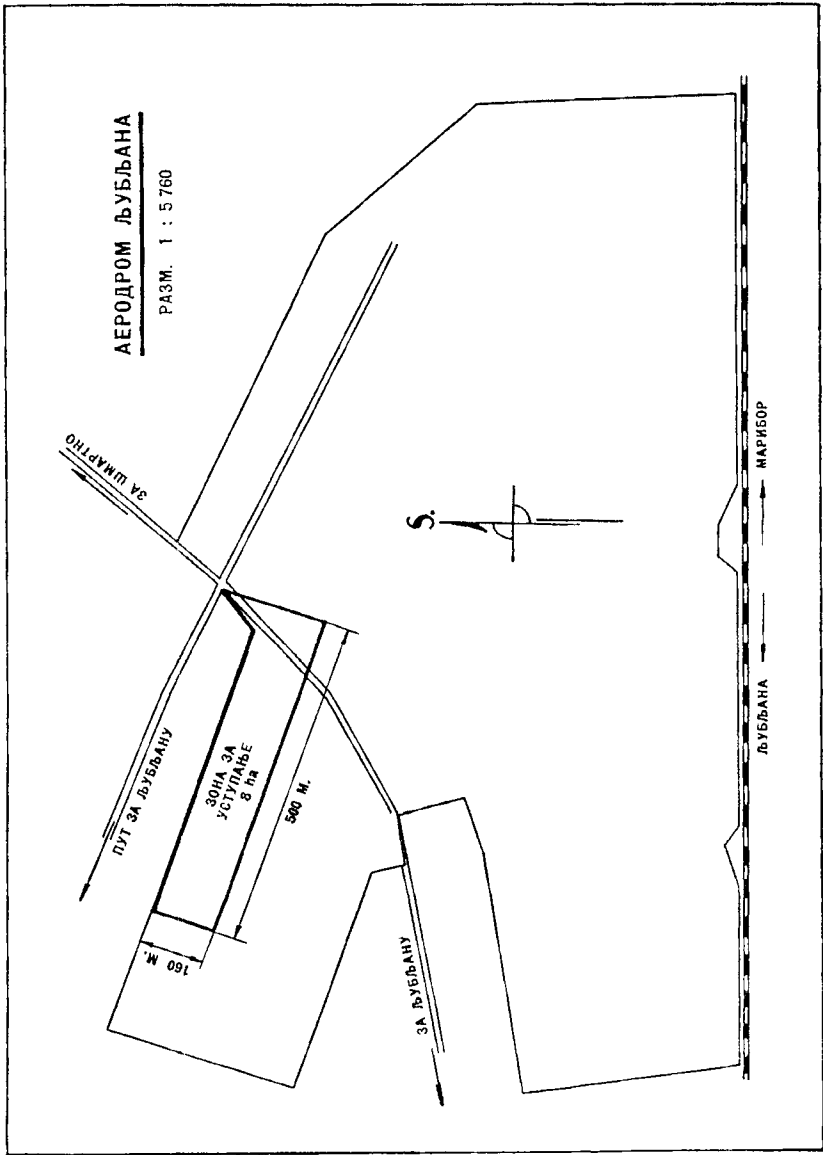 АЕРОДРОМ ЉУБЉАНА
РАЗМ. 1 : 5 760
ЗА ШМАРТНО
ПУТ ЗА ЉУБЉАНУ
ЗОНА ЗА
УСТУПАЊЕ
8 ha
500 М.
160 М.
ЗА ЉУБЉАНУ
S.
ЉУБЉАНА
МАРИБОР